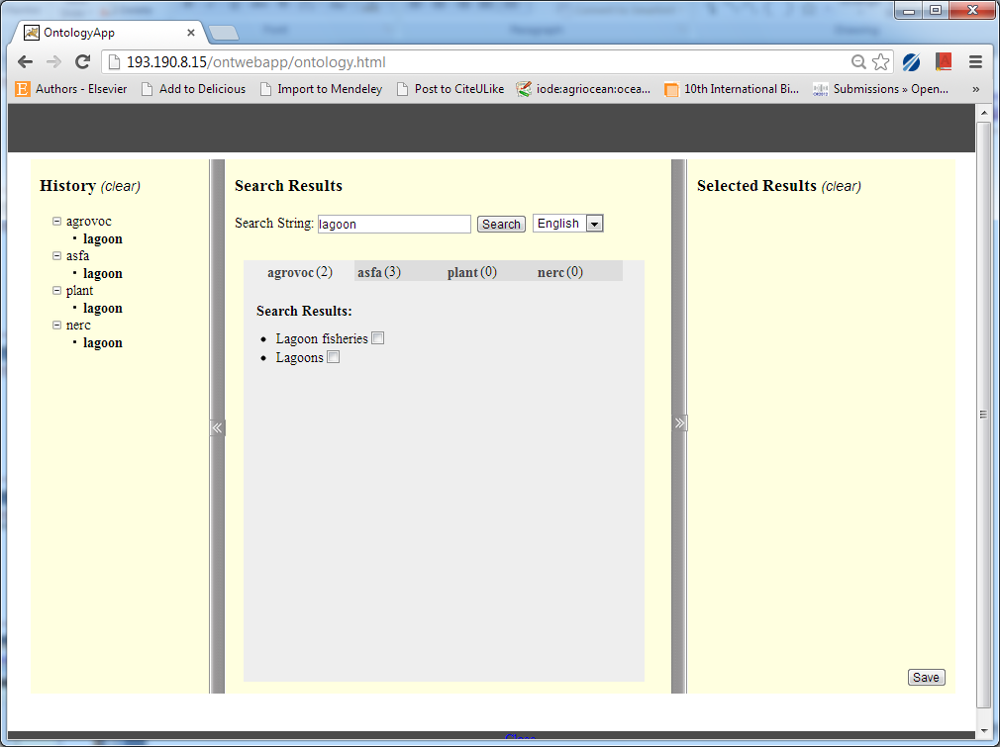 OntologyApp
193.190.8.15/ontwebapp/ontology.html
Authors - Elsevier Add to Delicious Import to Mendeley Post to CiteULike iode:agriocean:ocea... 10th International Bi... Submissions » Open... »
History (clear)
agrovoc
lagoon
asfa
lagoon
plant
lagoon
nerc
lagoon
Search Results
Search String: lagoon Search English
agrovoc (2) asfa (3) plant (0) nerc (0)
Search Results:
Lagoon fisheries
Lagoons
Selected Results (clear)
Save
Close